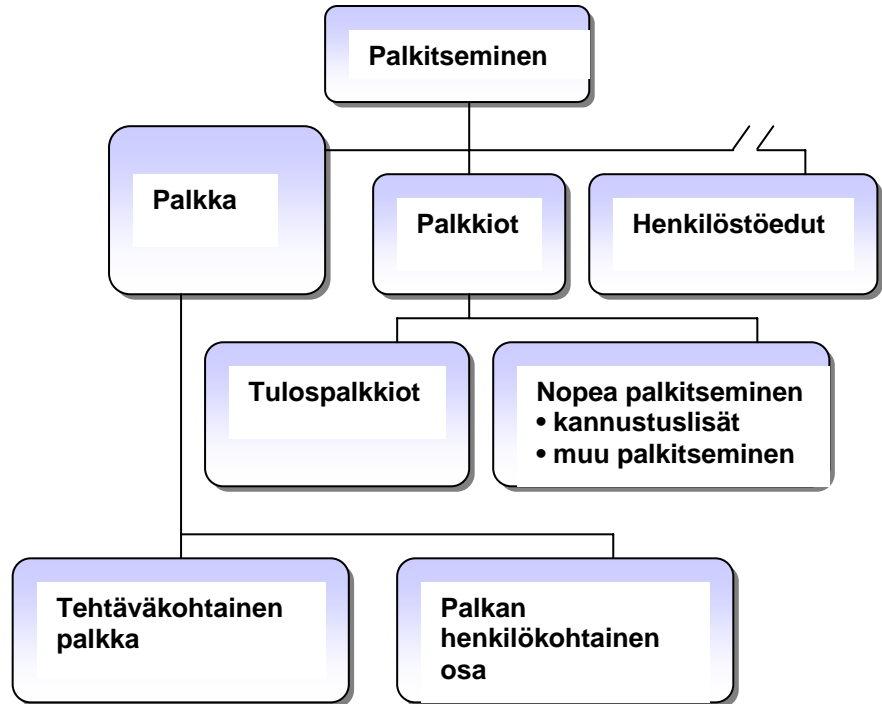 Palkitseminen
Palkka
Palkkiot
Henkilöstöedut
Tulospalkkiot
Nopea palkitseminen
• kannustuslisät
• muu palkitseminen
Tehtäväkohtainen
palkka
Palkan
henkilökohtainen
osa